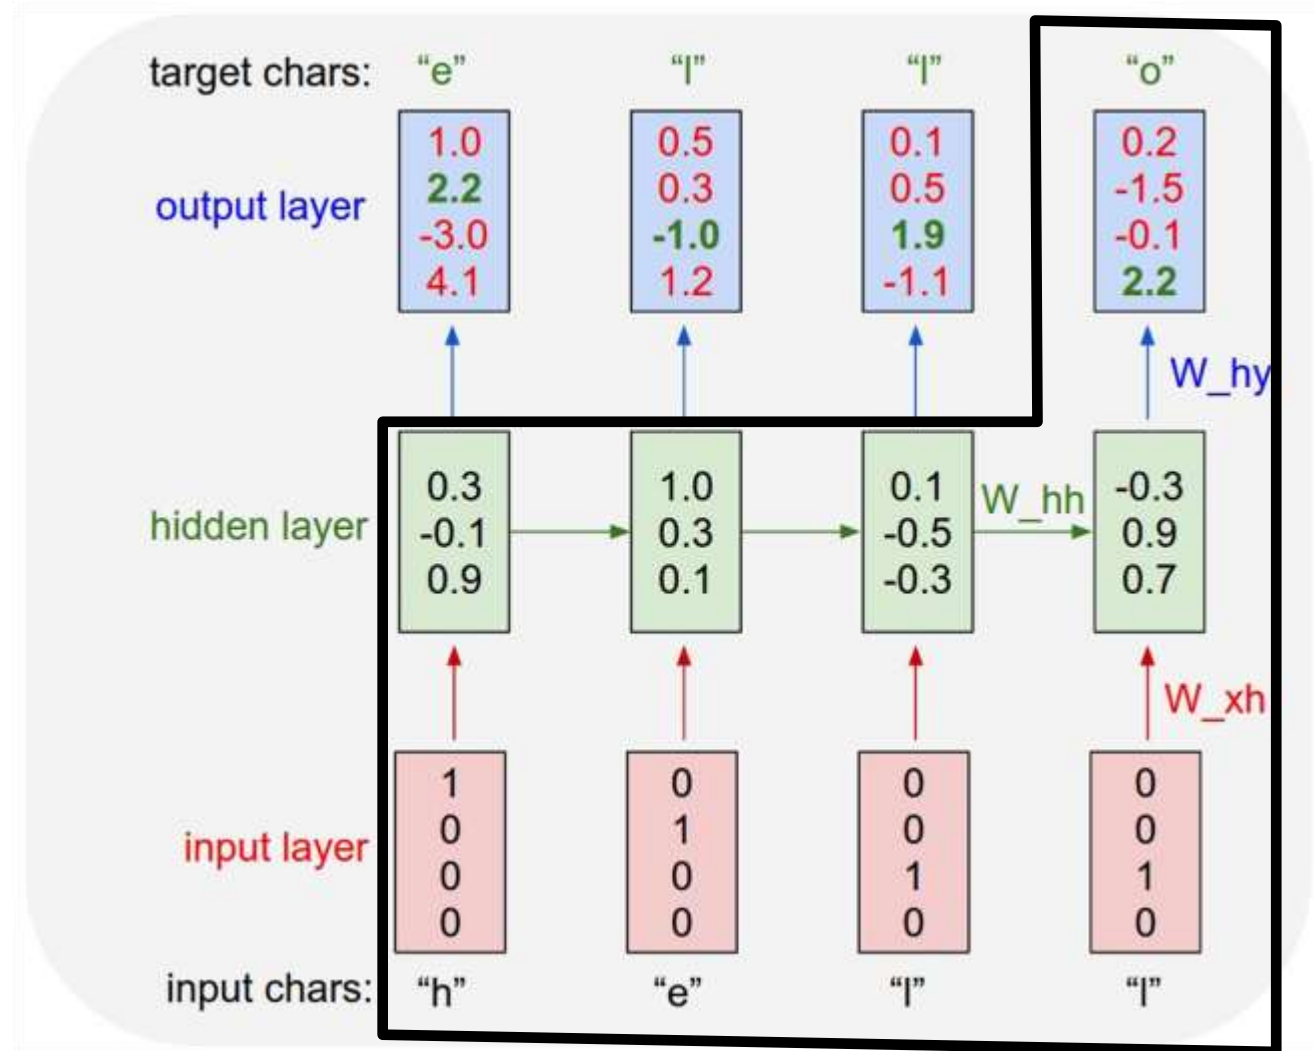 target chars: “e” “l” “l” “o”
1.0 0.5 0.1 0.2
2.2 0.3 0.5 -1.5
output layer
-3.0 -1.0 1.9 -0.1
4.1 1.2 -1.1 2.2
W_hy
0.3 1.0 0.1 -0.3
W_hh
hidden layer -0.1 0.3 -0.5 0.9
0.9 0.1 -0.3 0.7
W_xh
1 0 0 0
0 1 0 0
input layer
0 0 1 1
0 0 0 0
input chars: “h” “e” “l” “l”